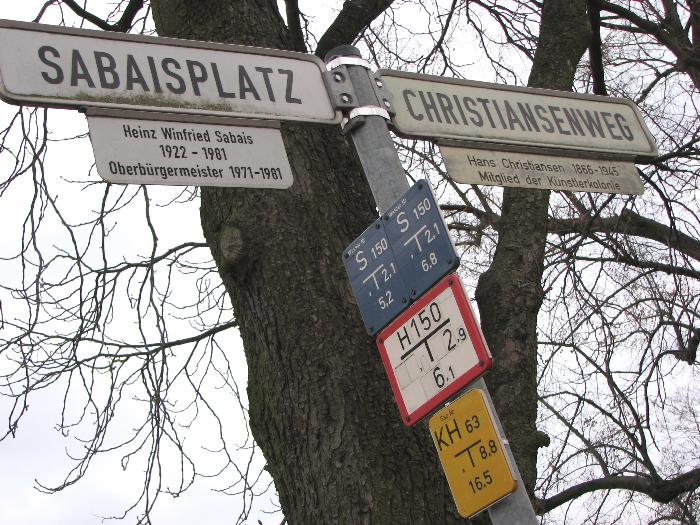 SABAISPLATZ
Heinz Winfried Sabais
1922 - 1981
Oberbürgermeister 1971-1981
CHRISTIANSENWEG
Hans Christiansen 1866-1945
Mitglied der Künstlerkolonie
S 150
2,1
5,2
S 150
2,1
6,8
H150
2,9
6,1
KH 63
8,8
16,5